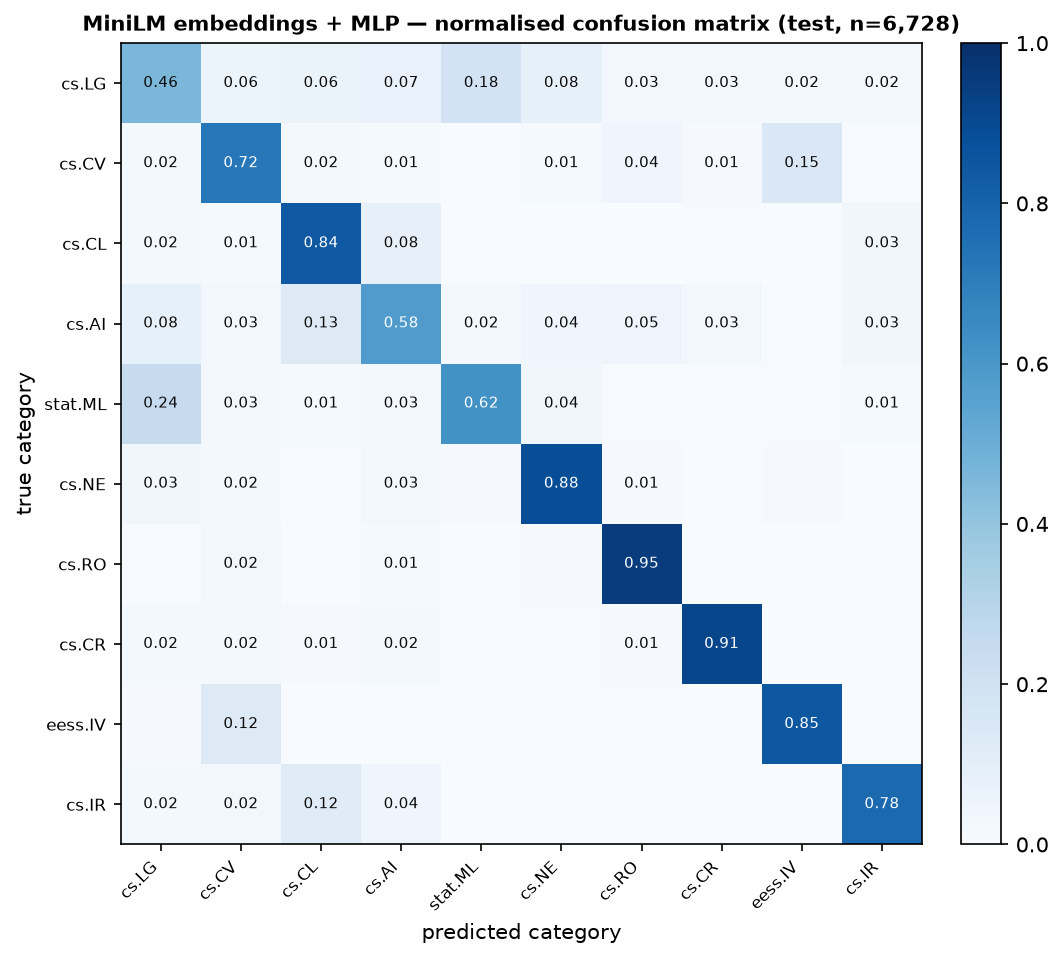 MiniLM embeddings + MLP — normalised confusion matrix (test, n=6,728)
cs.LG 0.46 0.06 0.06 0.07 0.18 0.08 0.03 0.03 0.02 0.02
cs.CV 0.02 0.72 0.02 0.01 0.01 0.04 0.01 0.15
cs.CL 0.02 0.01 0.84 0.08 0.03
cs.AI 0.08 0.03 0.13 0.58 0.02 0.04 0.05 0.03 0.03
stat.ML 0.24 0.03 0.01 0.03 0.62 0.04 0.01
cs.NE 0.03 0.02 0.03 0.88 0.01
cs.RO 0.02 0.01 0.95
cs.CR 0.02 0.02 0.01 0.02 0.01 0.91
eess.IV 0.12 0.85
cs.IR 0.02 0.02 0.12 0.04 0.78
true category
cs.LG cs.CV cs.CL cs.AI stat.ML cs.NE cs.RO cs.CR eess.IV cs.IR
predicted category
1.0
0.8
0.6
0.4
0.2
0.0